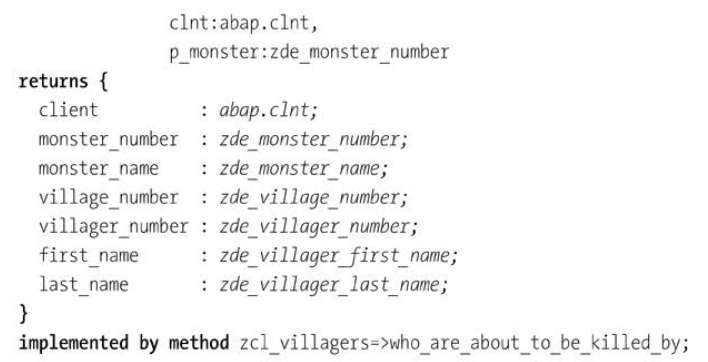 clnt:abap.clnt,
p_monster:zde_monster_number
returns {
client : abap.clnt;
monster_number : zde_monster_number;
monster_name : zde_monster_name;
village_number : zde_village_number;
villager_number : zde_villager_number;
first_name : zde_villager_first_name;
last_name : zde_villager_last_name;
}
implemented by method zcl_villagers=>who_are_about_to_be_killed_by;